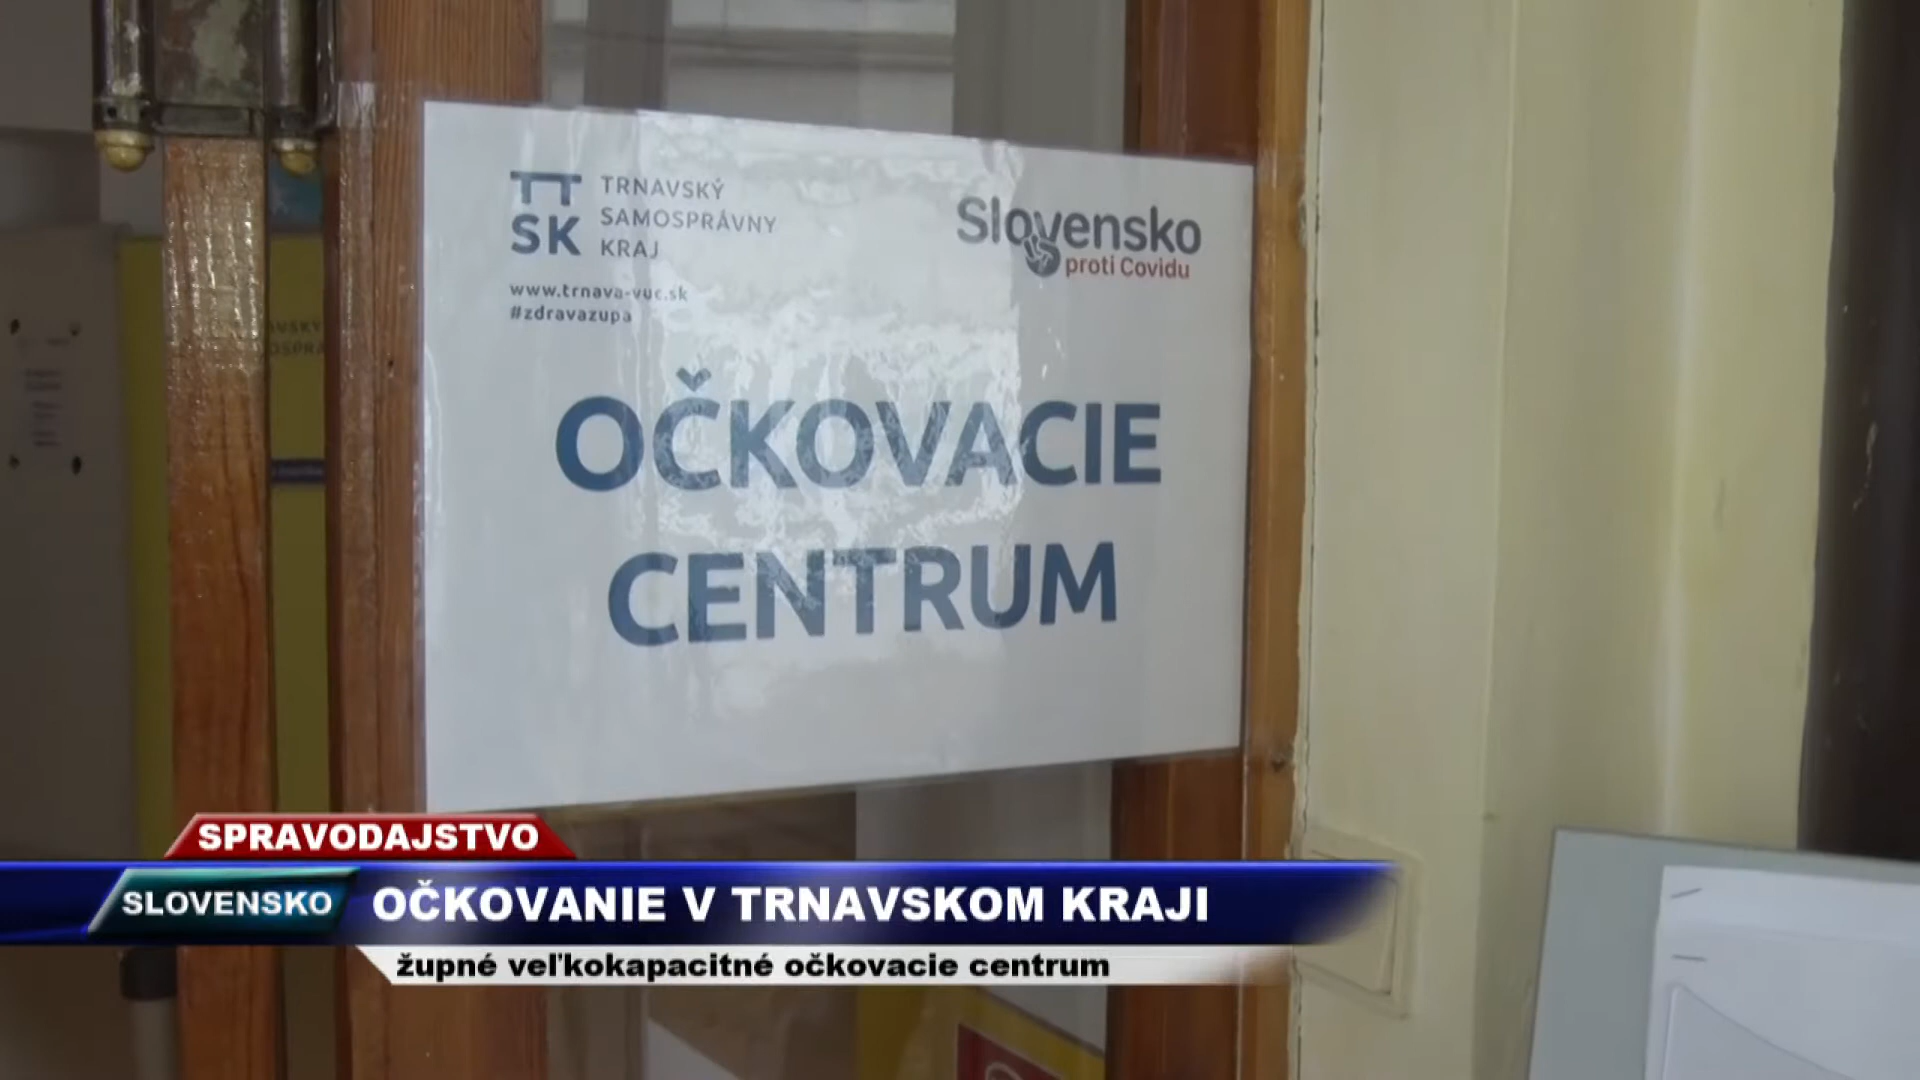 TT
SK
TRNAVSKÝ
SAMOSPRÁVNY
KRAJ
www.trnava-vuc.sk
#zdravazupa
Slovensko
proti Covidu
OČKOVACIE
CENTRUM
SPRAVODAJSTVO
SLOVENSKO
OČKOVANIE V TRNAVSKOM KRAJI
župné veľkokapacitné očkovacie centrum